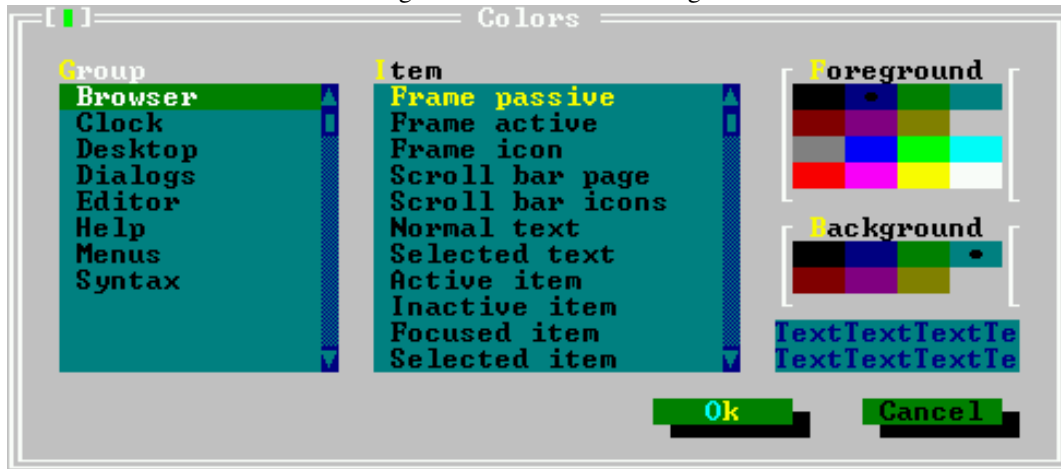 Colors
Group
Browser
Clock
Desktop
Dialogs
Editor
Help
Menus
Syntax
Item
Frame passive
Frame active
Frame icon
Scroll bar page
Scroll bar icons
Normal text
Selected text
Active item
Inactive item
Focused item
Selected item
Foreground
Background
TextTextTextTe
TextTextTextTe
Ok
Cancel